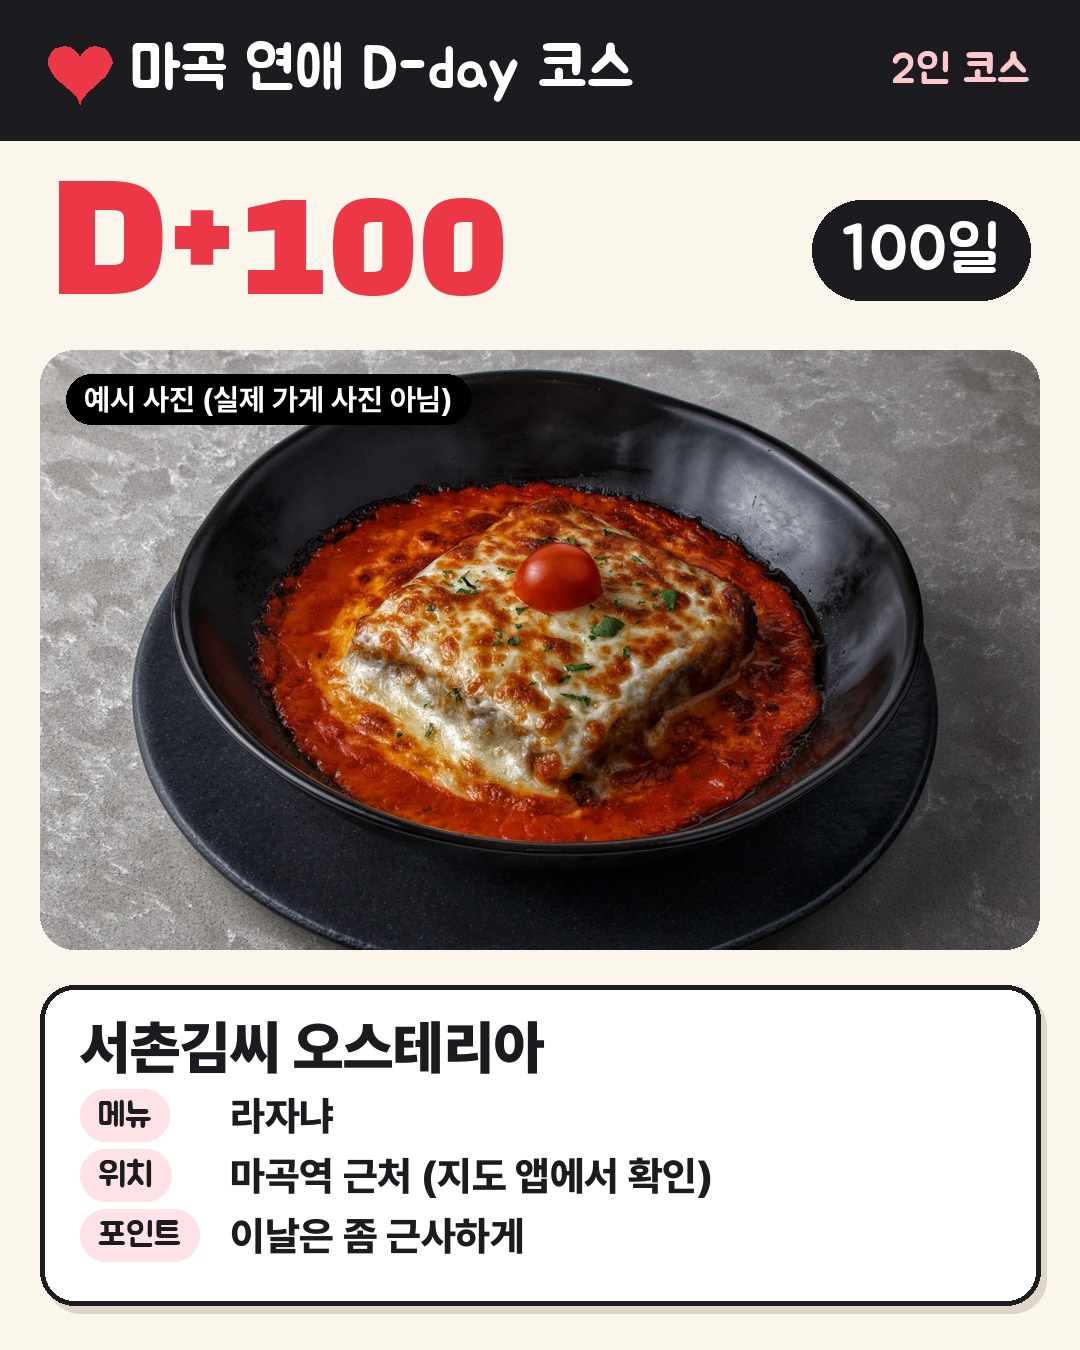 마곡 연애 D-day 코스
2인 코스
D+100
100일
예시 사진 (실제 가게 사진 아님)
서촌김씨 오스테리아
메뉴 라자냐
위치 마곡역 근처 (지도 앱에서 확인)
포인트 이날은 좀 근사하게